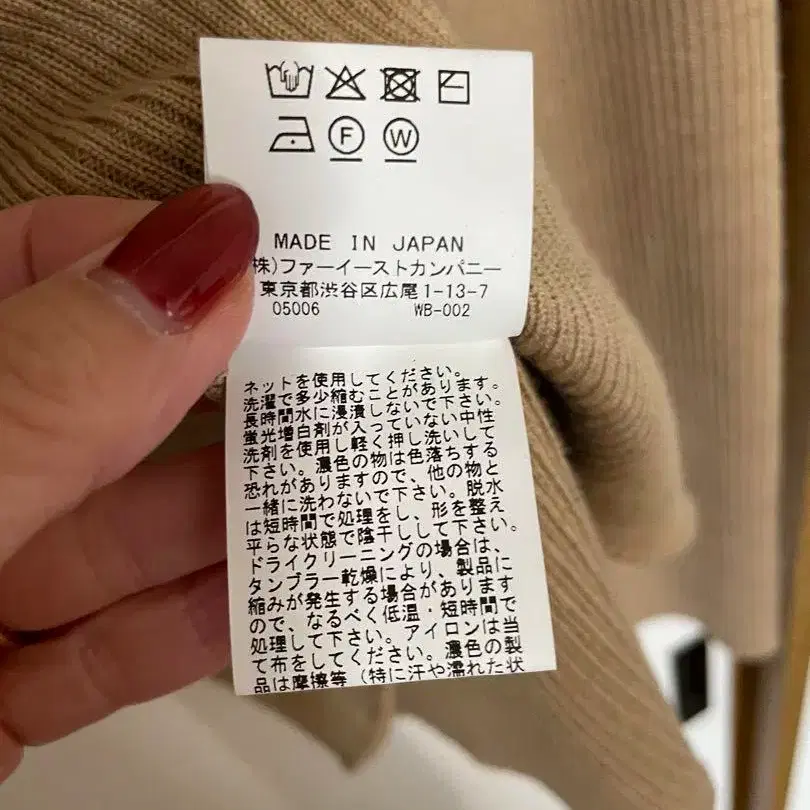 F W
MADE IN JAPAN
株)ファーイーストカンパニー
東京都渋谷区広尾1-13-7
05006 WB-002
ネットを使用してください。
洗濯で多少縮むことがあります。
長時間水に浸漬しないで下さい。
蛍光増白剤が入っていない中性
洗剤を使用し軽く押し洗いして
下さい。濃色の物は色落ちする
恐れがありますので、他の物と
一緒に洗わないで下さい。脱水
は短時間で処理をし、形を整え
平らな状態で陰干しして下さい。
ドライクリーニングの場合は、
タンブラー乾燥により、製品に
縮みが発生する場合があります
ので、なるべく低温・短時間で
処理して下さい。アイロンは当
て布をしてください。濃色の製
品は摩擦等（特に汗や濡れた状